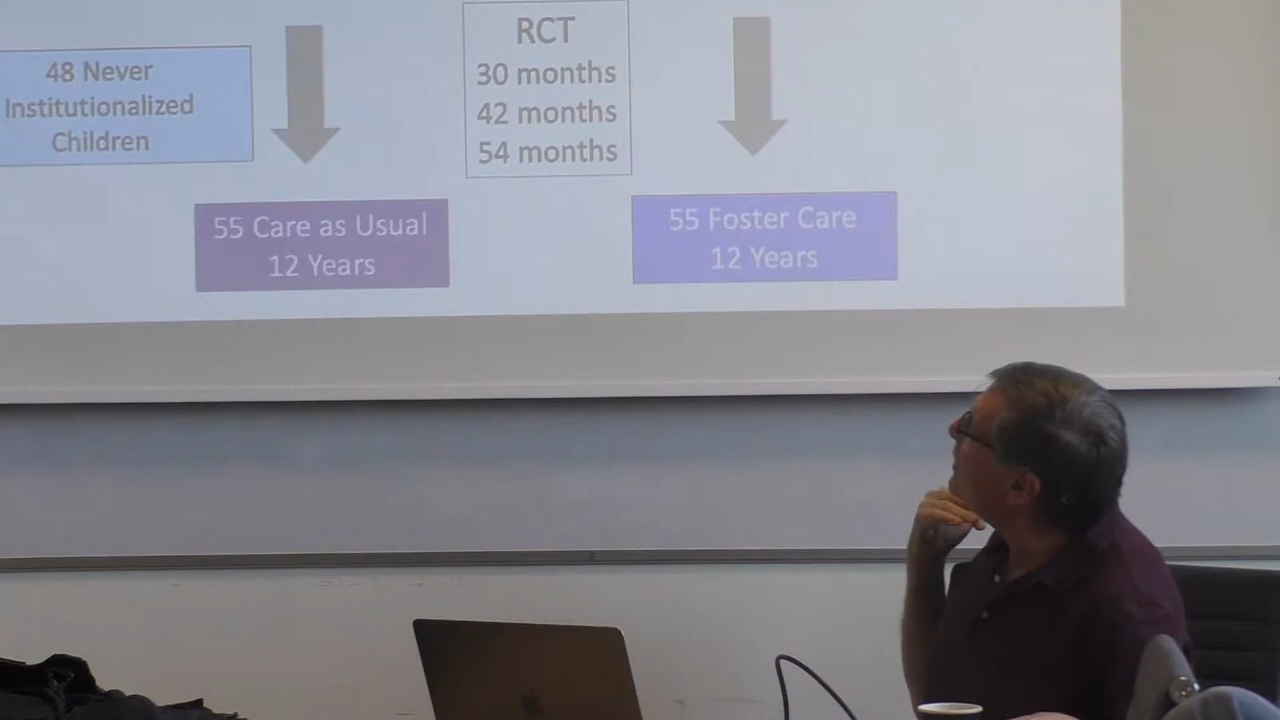 48 Never
Institutionalized
Children
RCT
30 months
42 months
54 months
55 Care as Usual
12 Years
55 Foster Care
12 Years